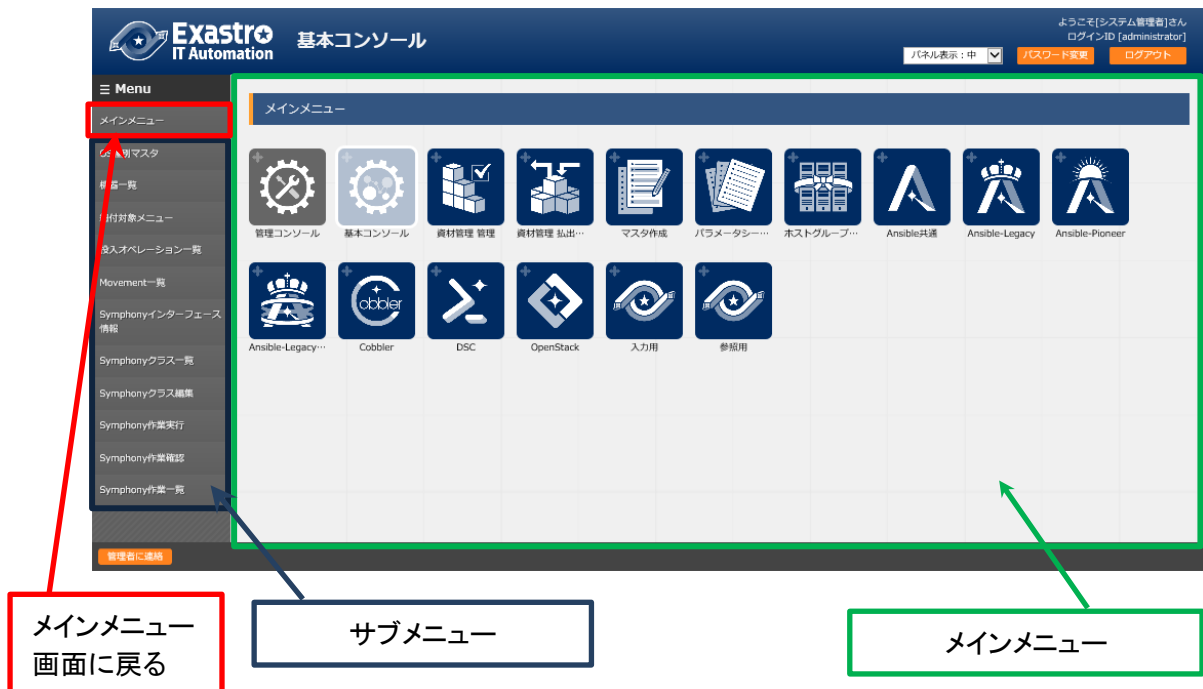 Exastro
IT Automation
基本コンソール
ようこそ[システム管理者]さん
ログインID [administrator]
パネル表示：中
パスワード変更
ログアウト
☰ Menu
メインメニュー
OS種別マスタ
機器一覧
紐付対象メニュー
投入オペレーション一覧
Movement一覧
Symphonyインターフェース
情報
Symphonyクラス一覧
Symphonyクラス編集
Symphony作業実行
Symphony作業確認
Symphony作業一覧
管理者に連絡
メインメニュー
管理コンソール
基本コンソール
資材管理 管理
資材管理 払出…
マスタ作成
パラメータシー…
ホストグループ…
Ansible共通
Ansible-Legacy
Ansible-Pioneer
Ansible-Legacy…
Cobbler
Cobbler
DSC
OpenStack
入力用
参照用
メインメニュー
画面に戻る
サブメニュー
メインメニュー